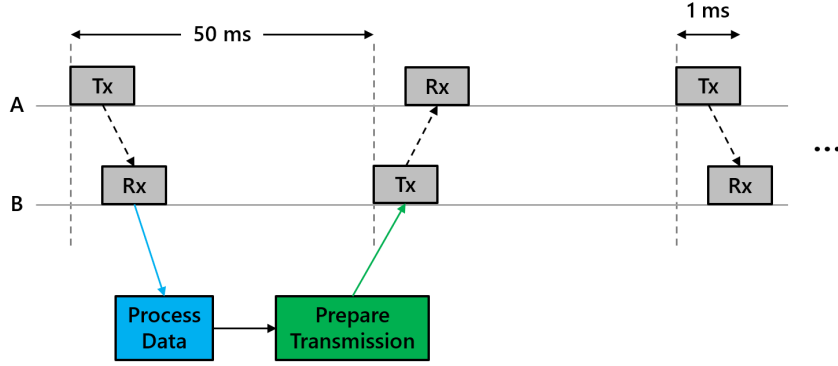 1 ms
50 ms
Tx
Rx
Tx
A
...
Rx
Tx
Rx
B
Process
Data
Prepare
Transmission